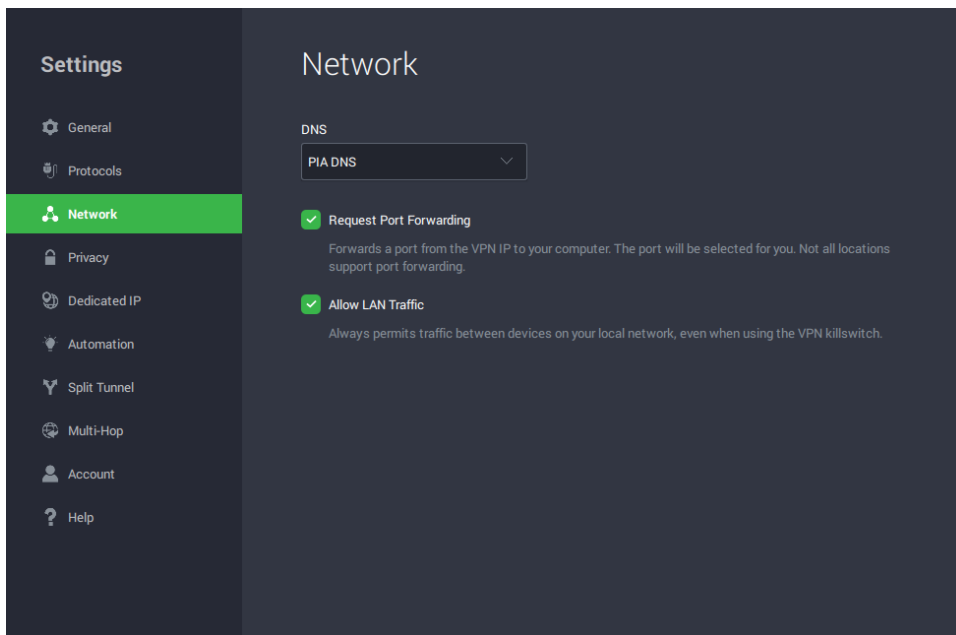 Settings
General
Protocols
Network
Privacy
Dedicated IP
Automation
Split Tunnel
Multi-Hop
Account
Help
Network
DNS
PIA DNS
Request Port Forwarding
Forwards a port from the VPN IP to your computer. The port will be selected for you. Not all locations
support port forwarding.
Allow LAN Traffic
Always permits traffic between devices on your local network, even when using the VPN killswitch.